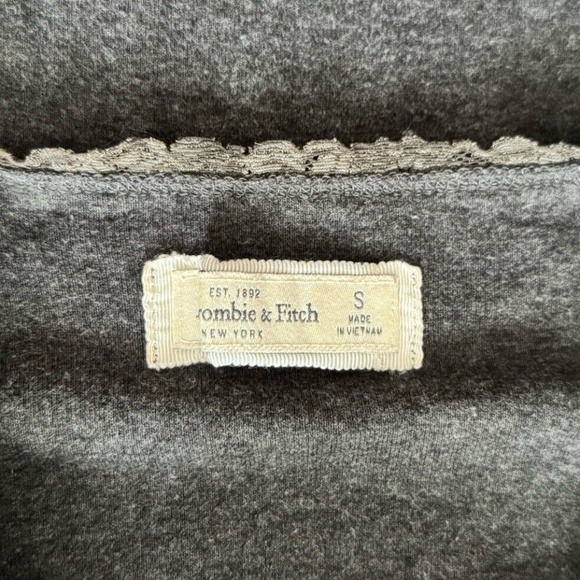 EST. 1892
rombie & Fitch
NEW YORK
S
MADE
IN VIETNAM